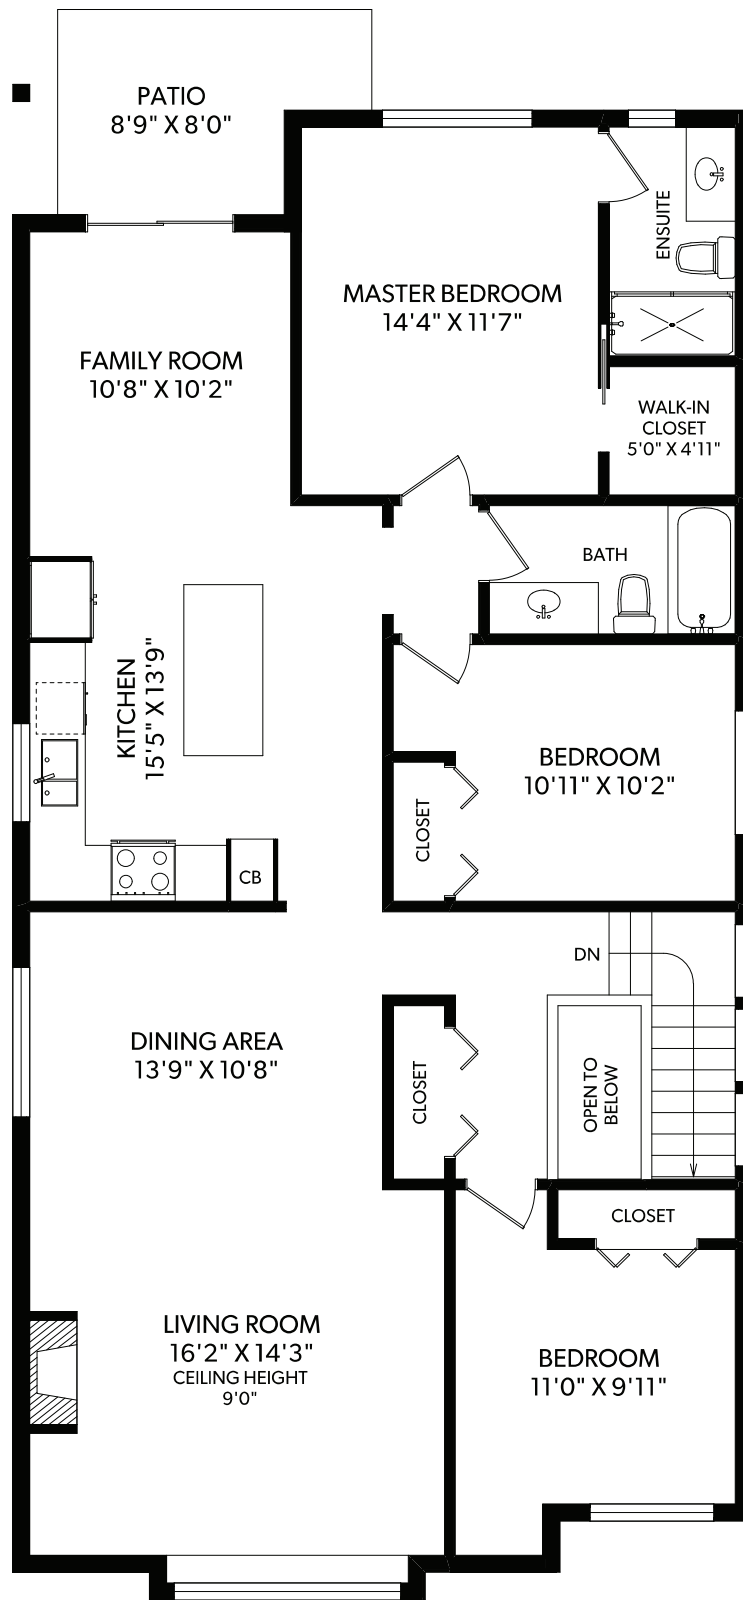 PATIO
8'9" X 8'0"
ENSUITE
MASTER BEDROOM
14'4" X 11'7"
FAMILY ROOM
10'8" X 10'2"
WALK-IN
CLOSET
5'0" X 4'11"
BATH
KITCHEN
15'5" X 13'9"
BEDROOM
10'11" X 10'2"
CLOSET
CB
DN
DINING AREA
13'9" X 10'8"
CLOSET
OPEN TO
BELOW
CLOSET
LIVING ROOM
16'2" X 14'3"
CEILING HEIGHT
9'0"
BEDROOM
11'0" X 9'11"